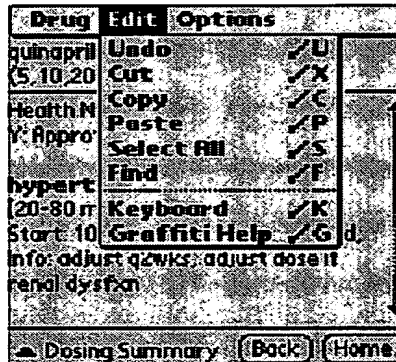 Drug Edit Options
quinapril
(5,10,20
Health N
Y: Appro
hypert
(20-80 m
Start: 10 d,
Info: adjust q2wks; adjust dose if
renal dysfxn
Undo ✓U
Cut ✓X
Copy ✓C
Paste ✓P
Select All ✓S
Find ✓F
Keyboard ✓K
Graffiti Help ✓G
Dosing Summary Back Home